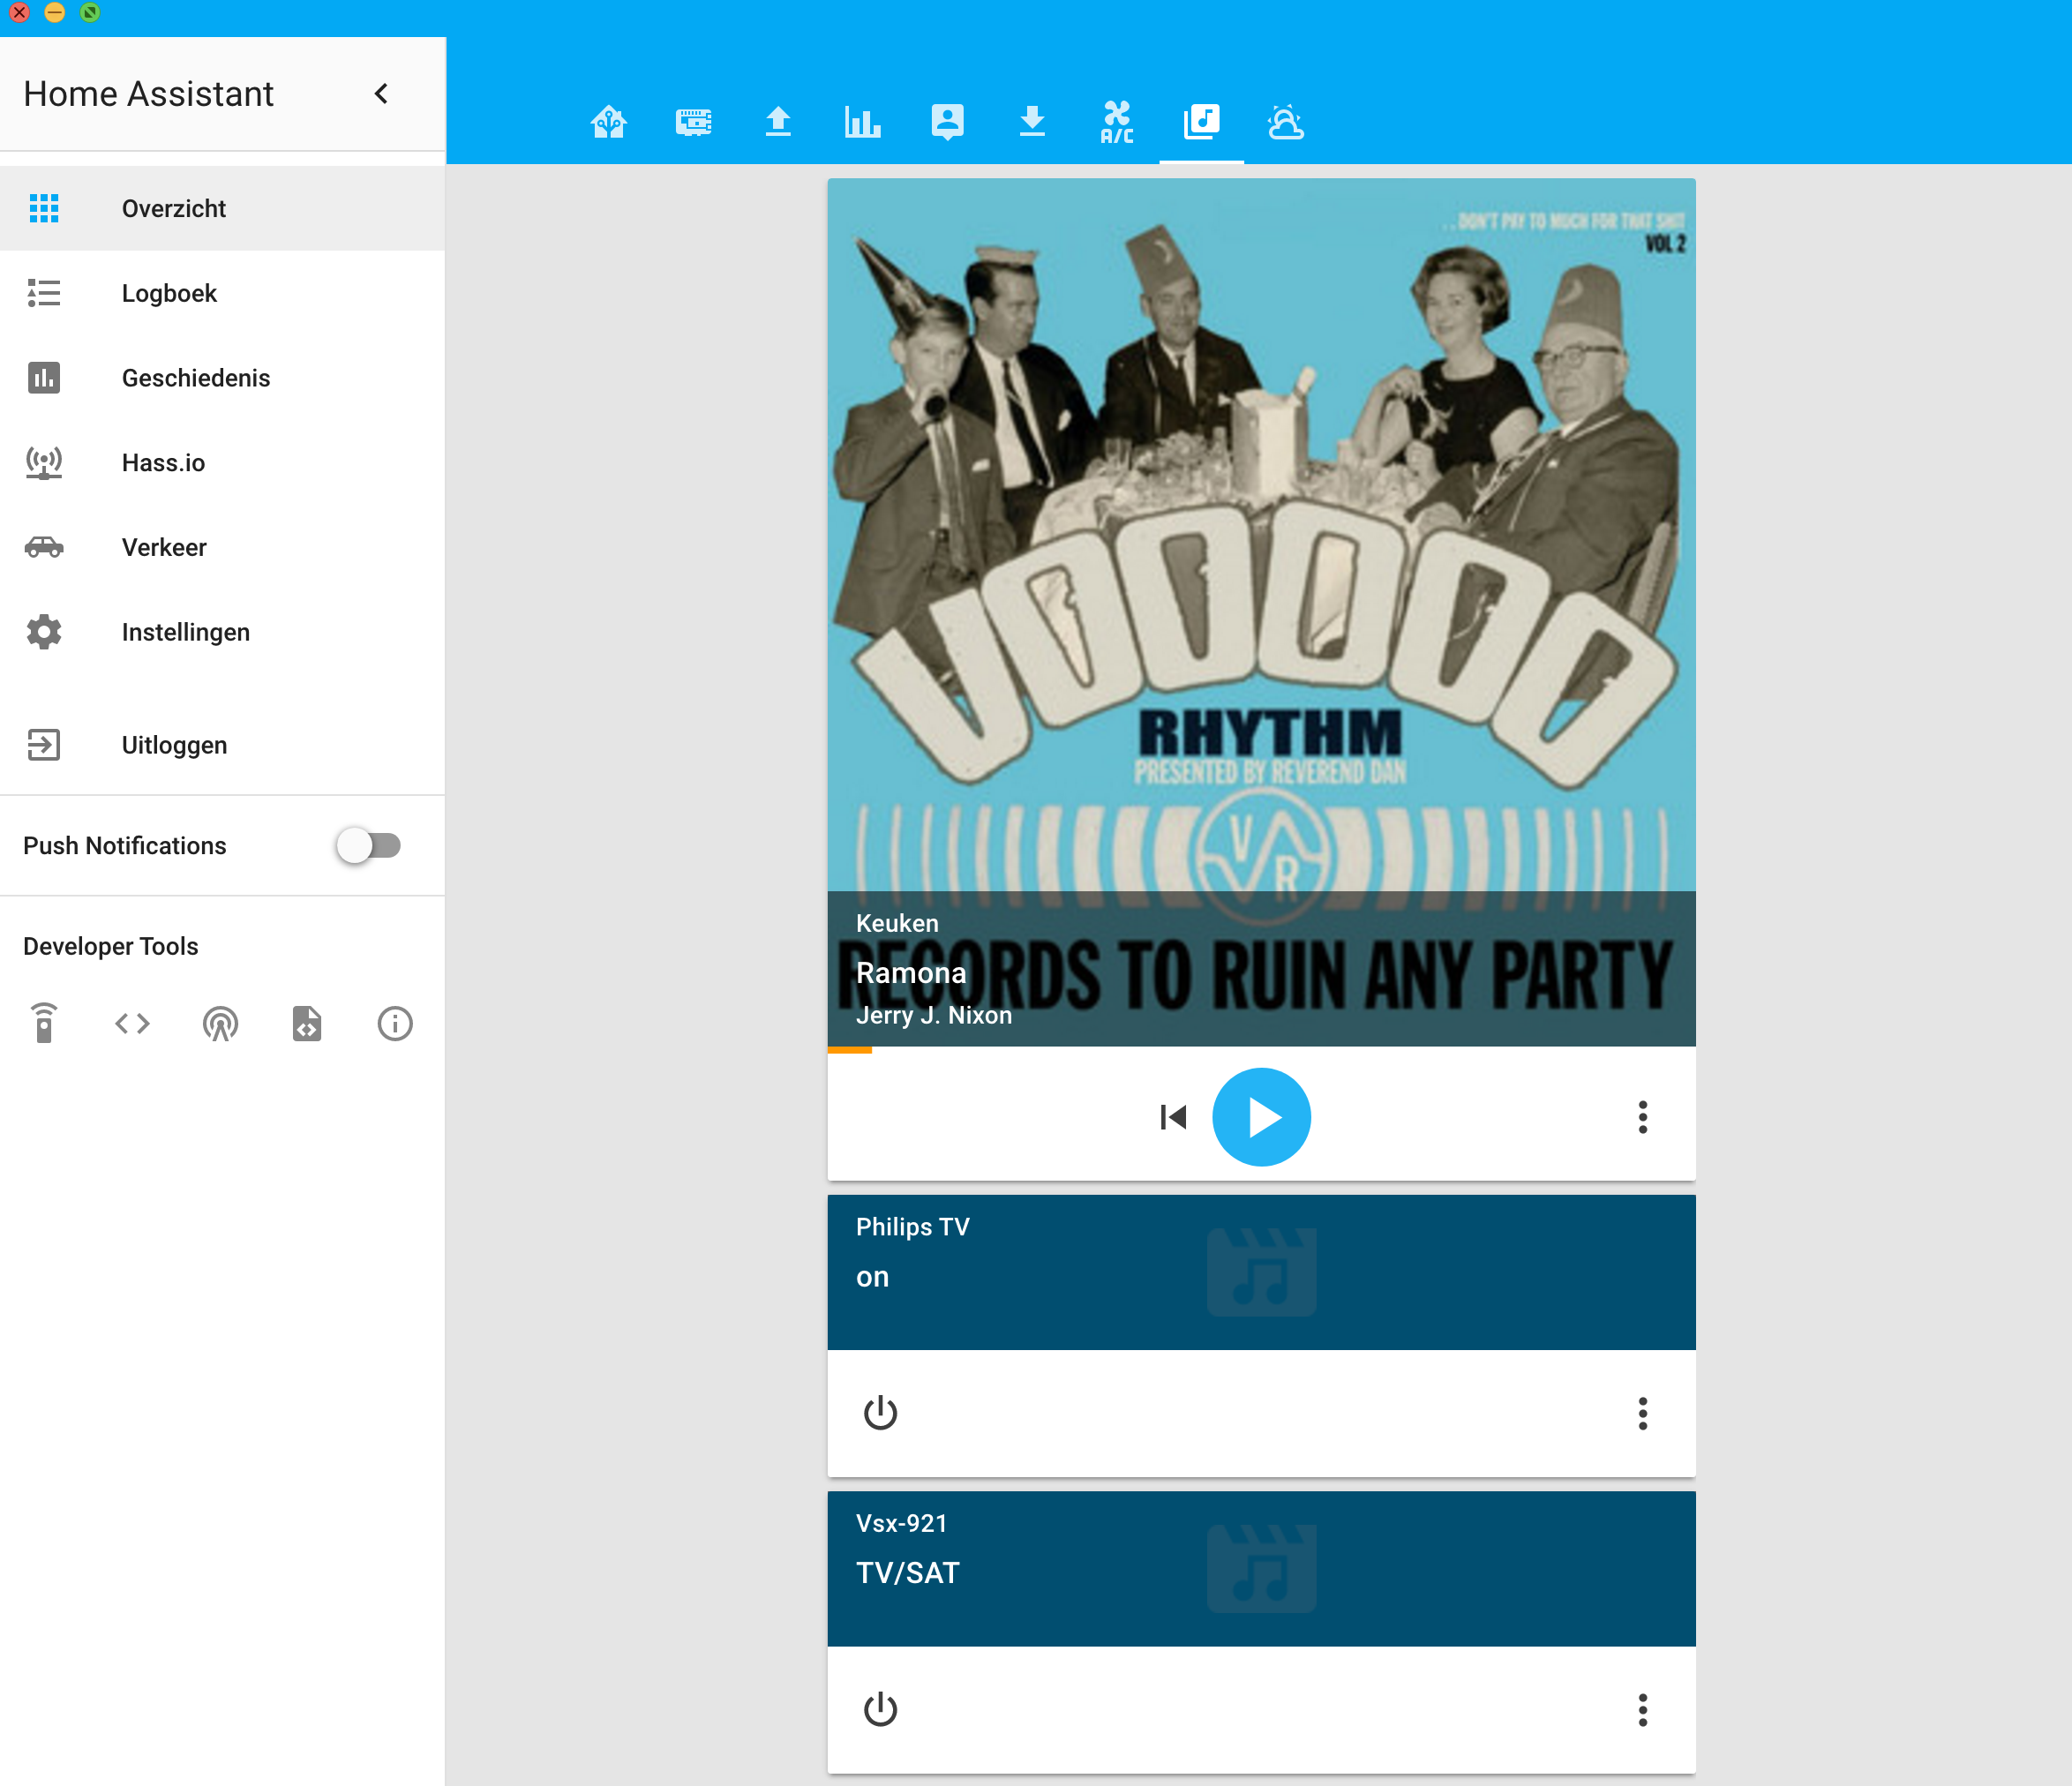 Home Assistant
A/C
Overzicht
Logboek
Geschiedenis
Hass.io
Verkeer
Instellingen
Uitloggen
Push Notifications
Developer Tools
...DON'T PAY TO MUCH FOR THAT SHIT
VOL 2
VOOOOO
RHYTHM
PRESENTED BY REVEREND DAN
V
R
RECORDS TO RUIN ANY PARTY
Keuken
Ramona
Jerry J. Nixon
Philips TV
on
Vsx-921
TV/SAT